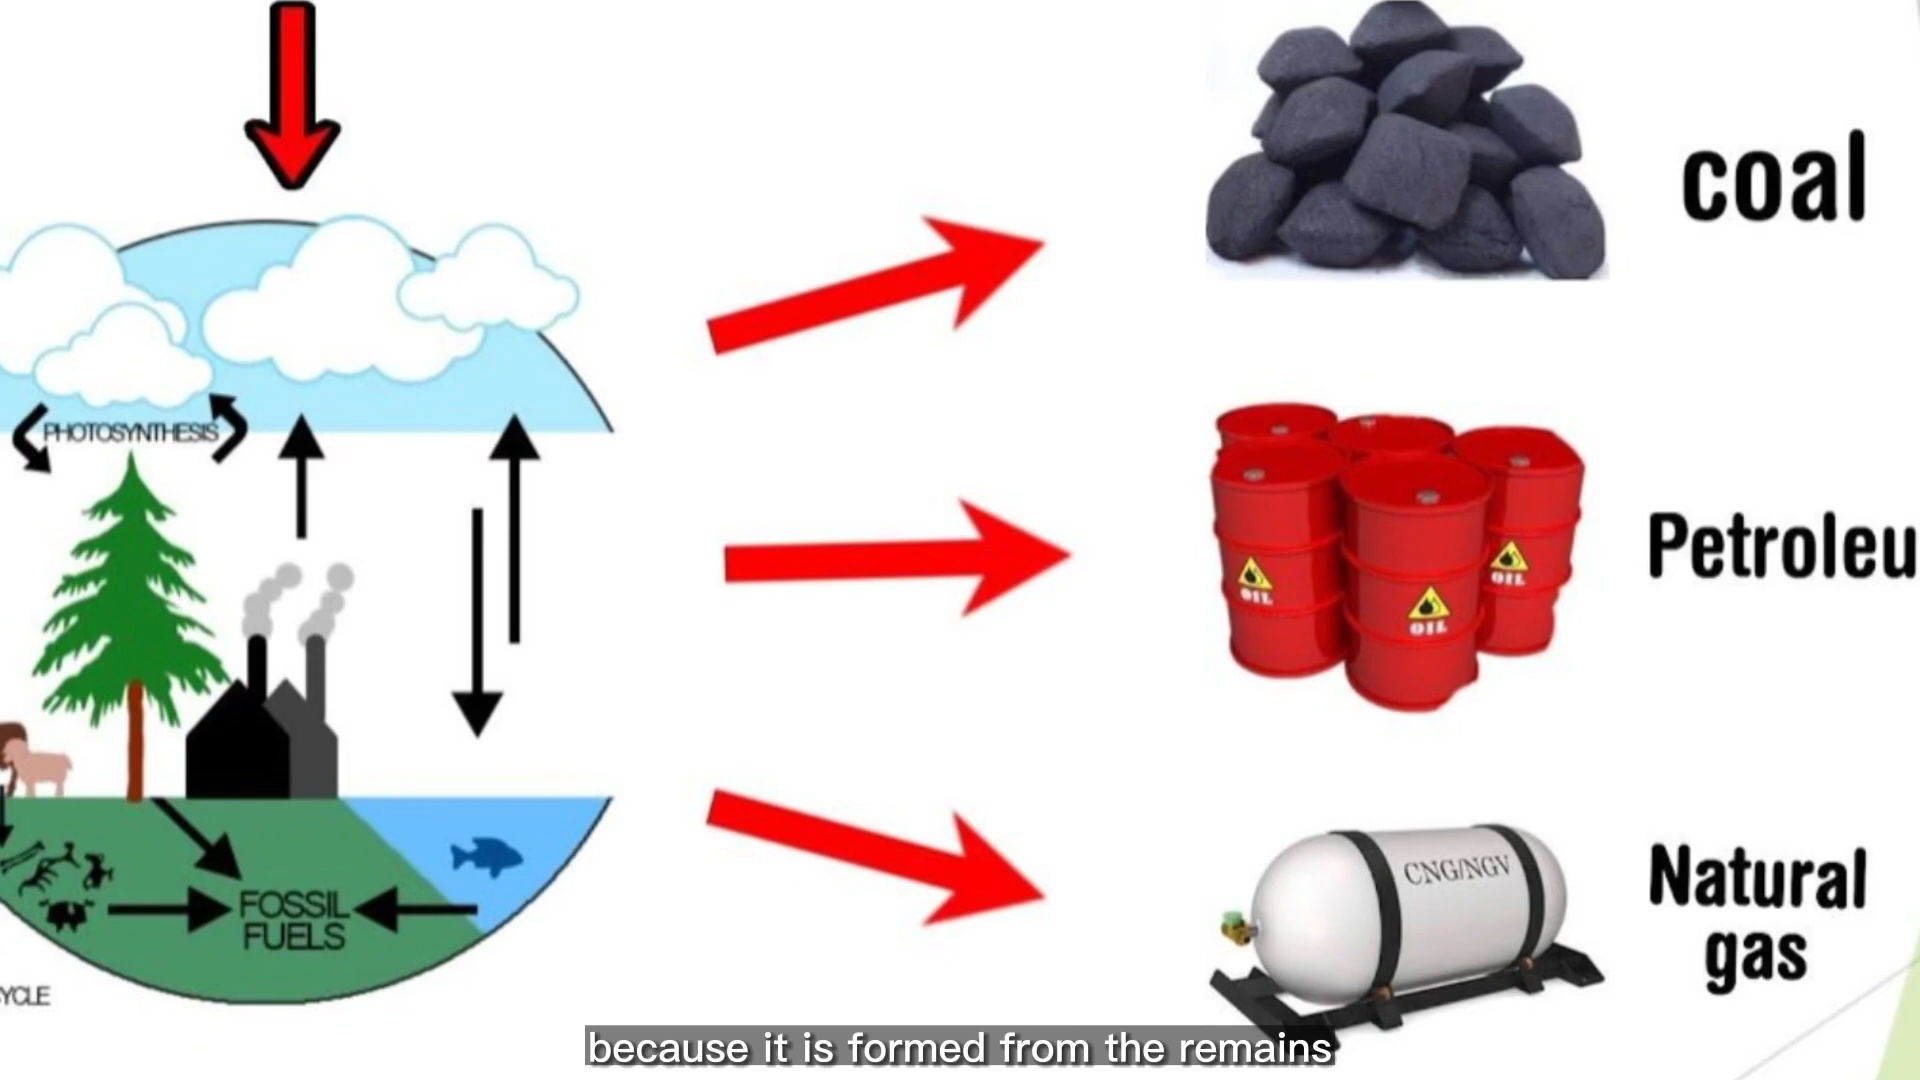 coal
PHOTOSYNTHESIS
Petroleu
OIL
OIL
OIL
CNG/NGV
Natural
gas
FOSSIL
FUELS
YCLE
because it is formed from the remains